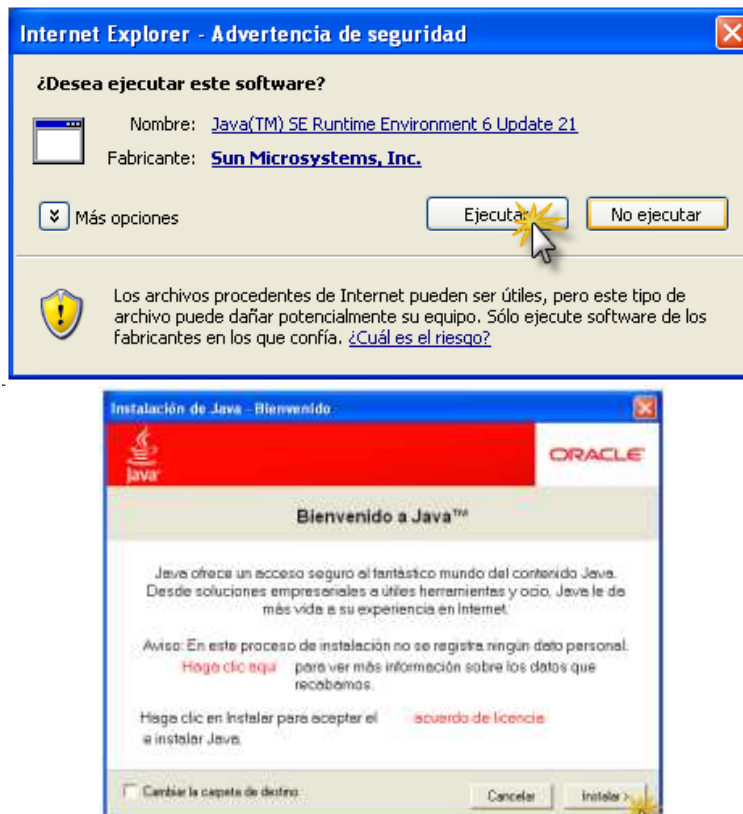 Internet Explorer - Advertencia de seguridad
¿Desea ejecutar este software?
Nombre: Java(TM) SE Runtime Environment 6 Update 21
Fabricante: Sun Microsystems, Inc.
Más opciones
Ejecutar
No ejecutar
Los archivos procedentes de Internet pueden ser útiles, pero este tipo de
archivo puede dañar potencialmente su equipo. Sólo ejecute software de los
fabricantes en los que confía. ¿Cuál es el riesgo?
Instalación de Java - Bienvenido
Java
ORACLE
Bienvenido a Java™
Java ofrece un acceso seguro al fantástico mundo del contenido Java.
Desde soluciones empresariales a útiles herramientas y ocio, Java le da
más vida a su experiencia en Internet.
Aviso: En este proceso de instalación no se registra ningún dato personal.
Haga clic aquí para ver más información sobre los datos que
recabamos.
Haga clic en Instalar para aceptar el acuerdo de licencia
e instalar Java.
Cambiar la carpeta de destino
Cancelar
Instalar >